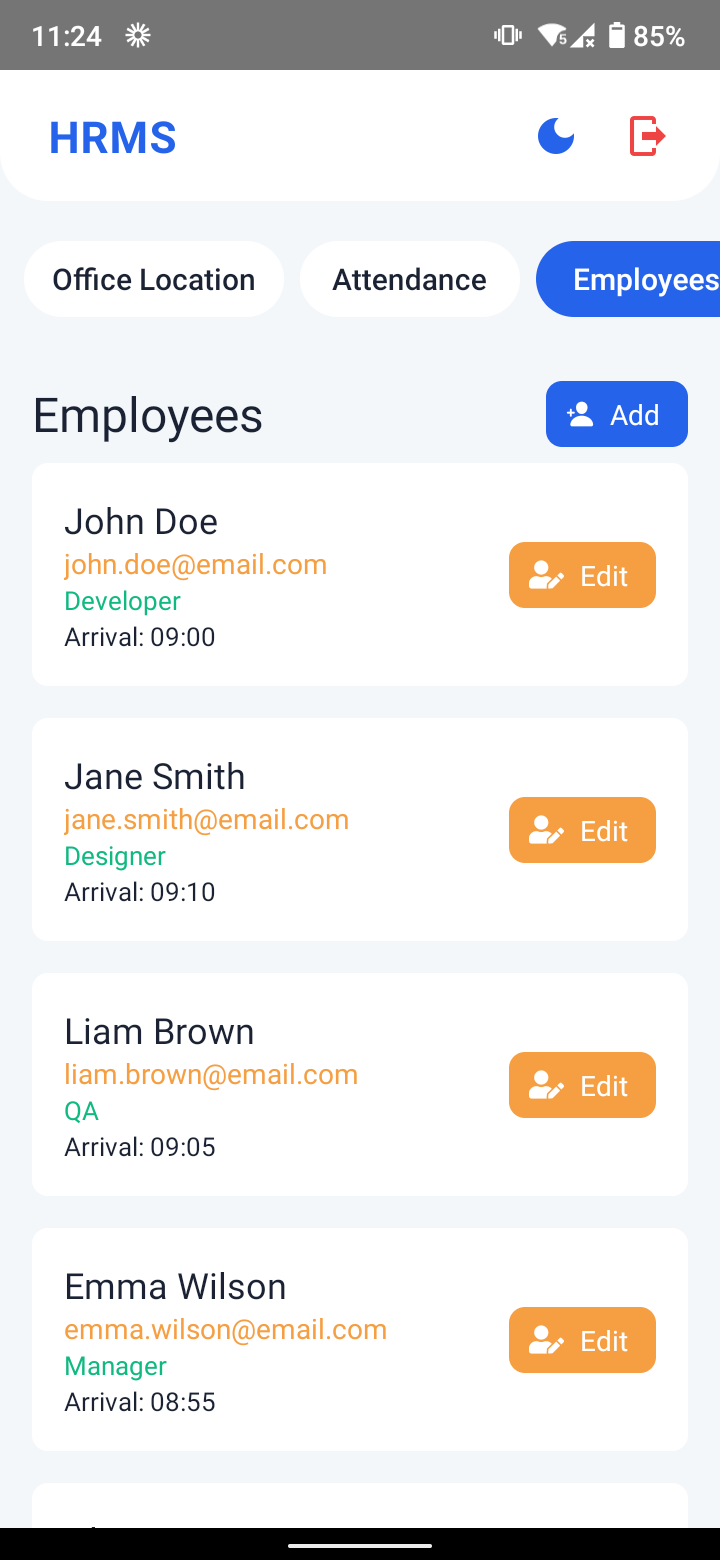 11:24 5 85%
HRMS
Office Location Attendance Employees
Employees Add
John Doe
john.doe@email.com
Developer
Arrival: 09:00
Edit
Jane Smith
jane.smith@email.com
Designer
Arrival: 09:10
Edit
Liam Brown
liam.brown@email.com
QA
Arrival: 09:05
Edit
Emma Wilson
emma.wilson@email.com
Manager
Arrival: 08:55
Edit